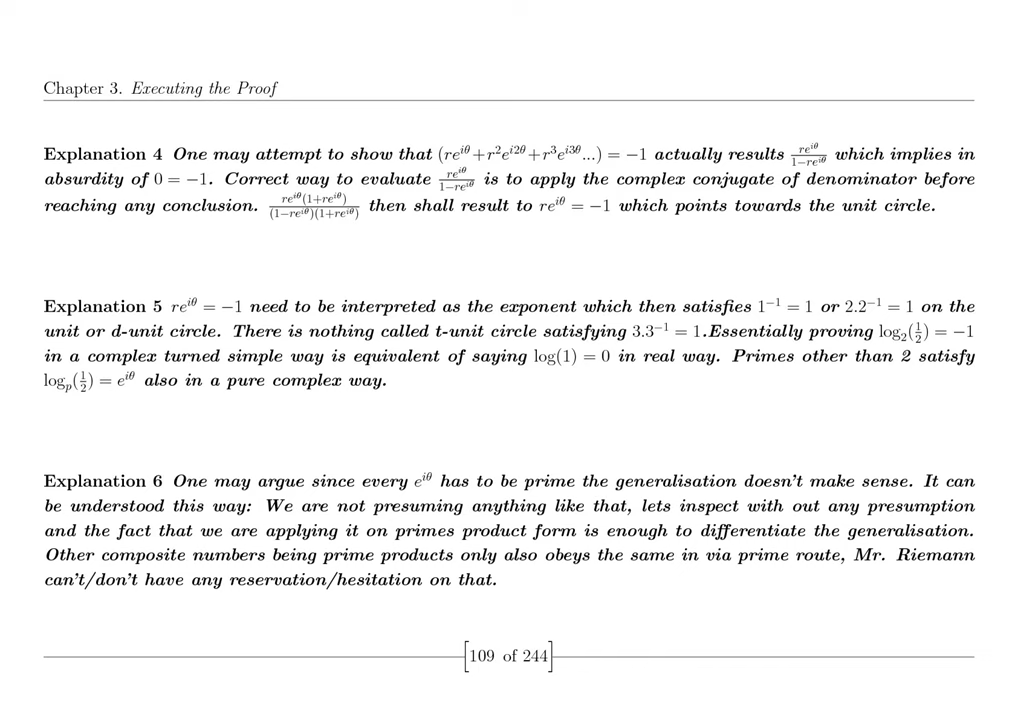 Chapter 3. Executing the Proof
Explanation 4 One may attempt to show that (re^{iθ}+r^2e^{i2θ}+r^3e^{i3θ}...) = −1 actually results \frac{re^{iθ}}{1−re^{iθ}} which implies in
absurdity of 0 = −1. Correct way to evaluate \frac{re^{iθ}}{1−re^{iθ}} is to apply the complex conjugate of denominator before
reaching any conclusion. \frac{re^{iθ}(1+re^{iθ})}{(1−re^{iθ})(1+re^{iθ})} then shall result to re^{iθ} = −1 which points towards the unit circle.
Explanation 5 re^{iθ} = −1 need to be interpreted as the exponent which then satisfies 1^{−1} = 1 or 2.2^{−1} = 1 on the
unit or d-unit circle. There is nothing called t-unit circle satisfying 3.3^{−1} = 1.Essentially proving log_2(\frac{1}{2}) = −1
in a complex turned simple way is equivalent of saying log(1) = 0 in real way. Primes other than 2 satisfy
log_p(\frac{1}{2}) = e^{iθ} also in a pure complex way.
Explanation 6 One may argue since every e^{iθ} has to be prime the generalisation doesn't make sense. It can
be understood this way: We are not presuming anything like that, lets inspect with out any presumption
and the fact that we are applying it on primes product form is enough to differentiate the generalisation.
Other composite numbers being prime products only also obeys the same in via prime route, Mr. Riemann
can't/don't have any reservation/hesitation on that.
[109 of 244]